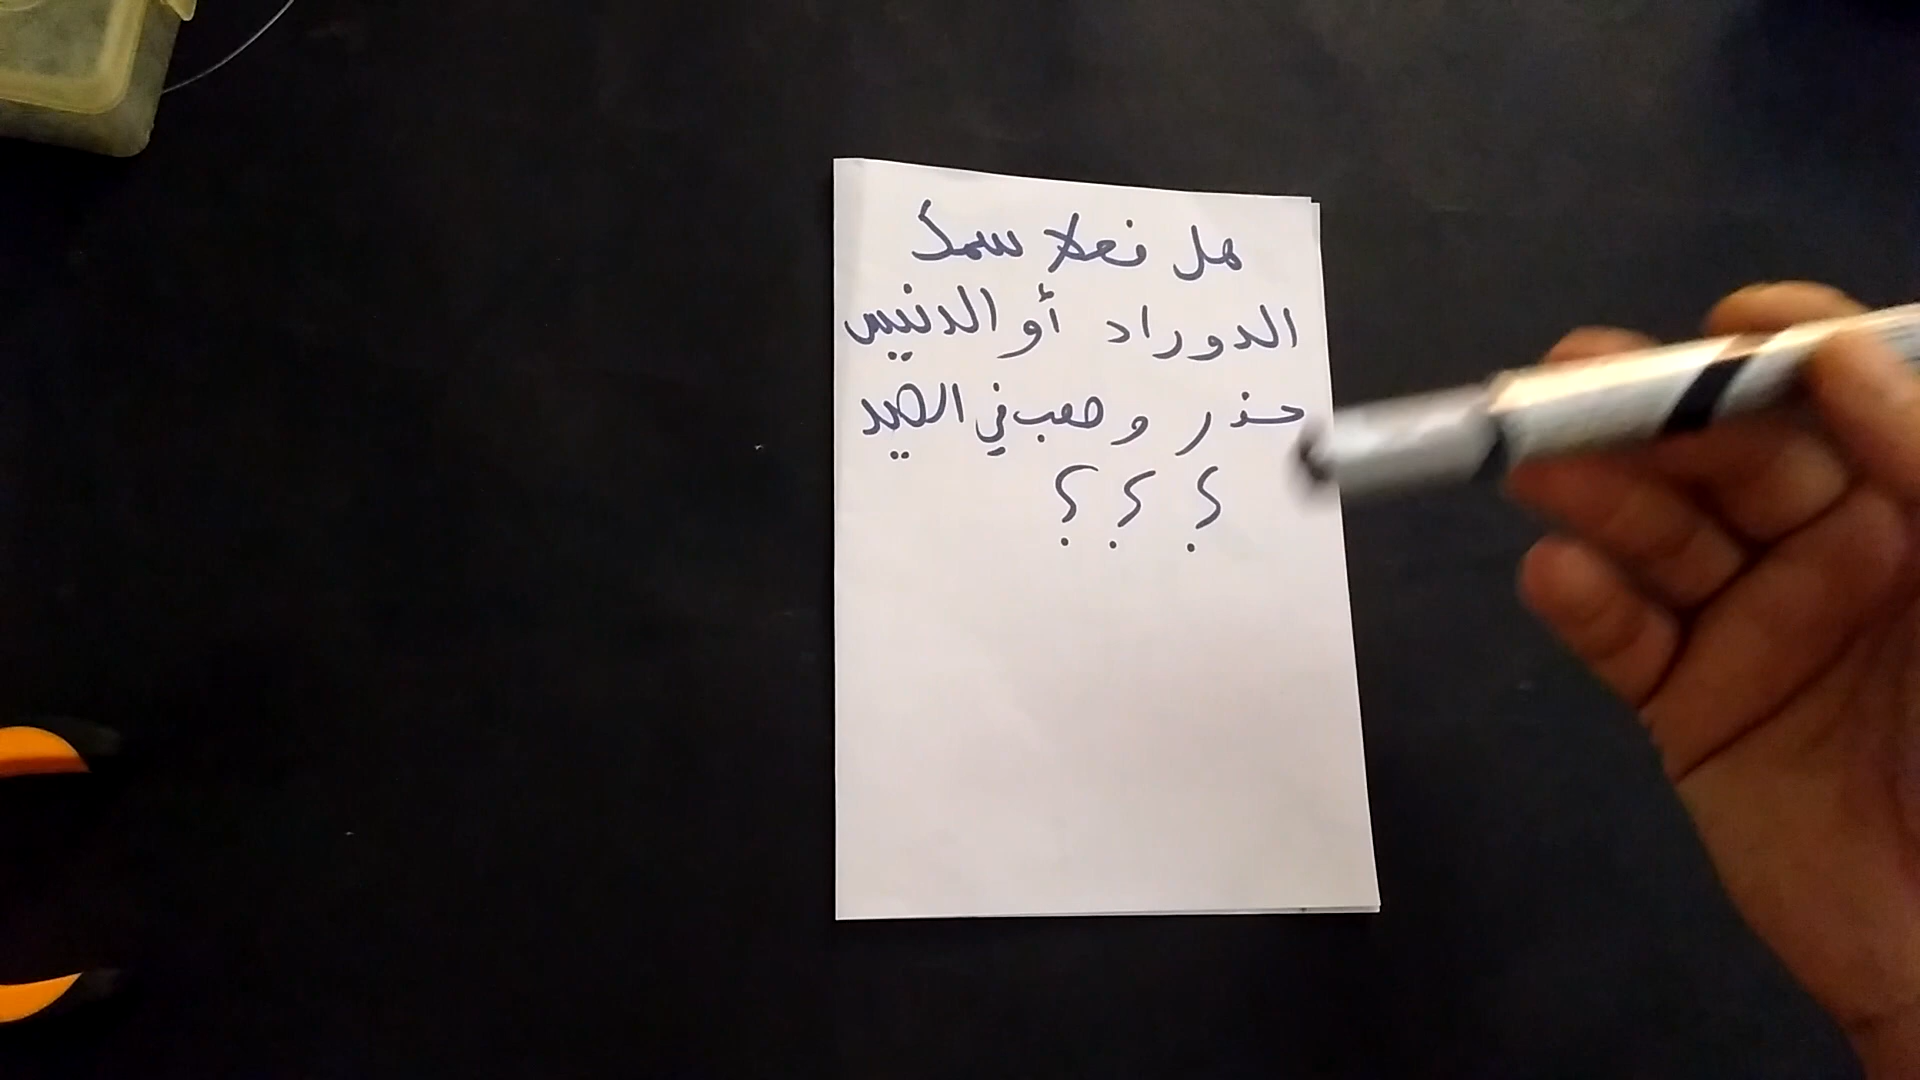 هل فعلا سمك
الدوراد أو الدنيس
حذر وصعب في الصيد
؟ ؟ ؟